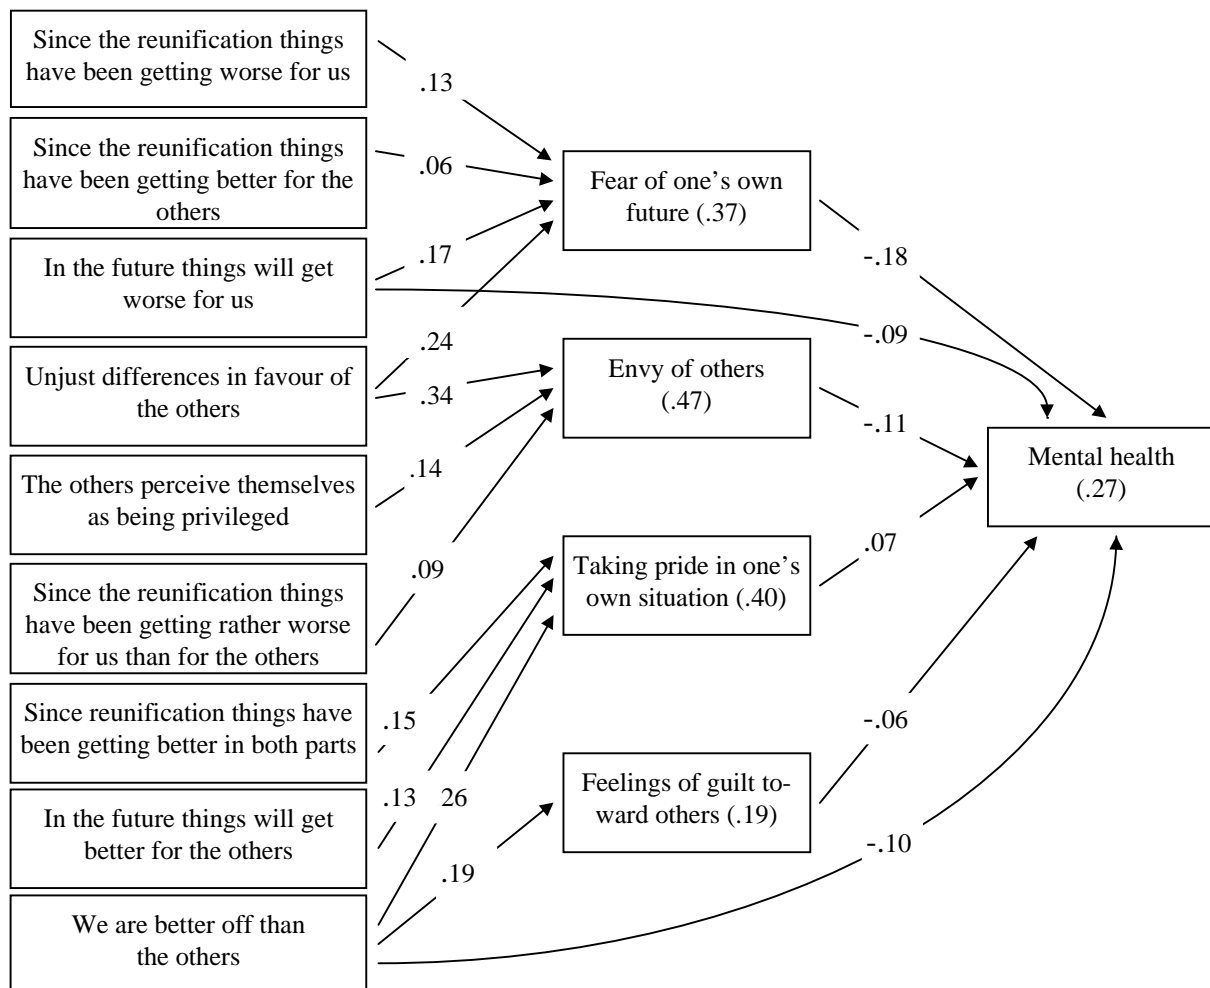 Since the reunification things
have been getting worse for us
.13
Since the reunification things
have been getting better for the
others
.06
Fear of one’s own
future (.37)
In the future things will get
worse for us
.17
-.18
-.09
Unjust differences in favour of
the others
.24
.34
Envy of others
(.47)
-.11
Mental health
(.27)
The others perceive themselves
as being privileged
.14
Since the reunification things
have been getting rather worse
for us than for the others
.09
Taking pride in one’s
own situation (.40)
.07
Since reunification things have
been getting better in both parts
.15
-.06
In the future things will get
better for the others
.13
26
Feelings of guilt to-
ward others (.19)
-.10
We are better off than
the others
.19